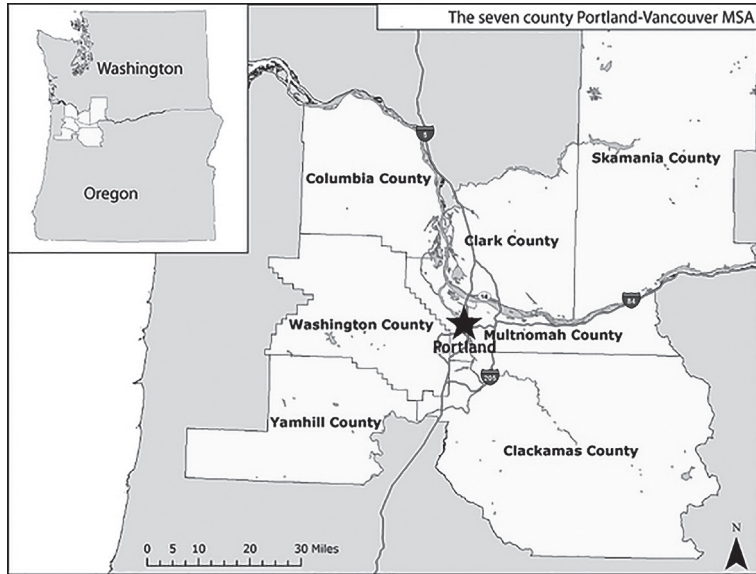 The seven county Portland-Vancouver MSA
Washington
Oregon
5
Skamania County
Columbia County
Clark County
14
84
Washington County
Multnomah County
Portland
205
Yamhill County
Clackamas County
0 5 10 20 30 Miles
N